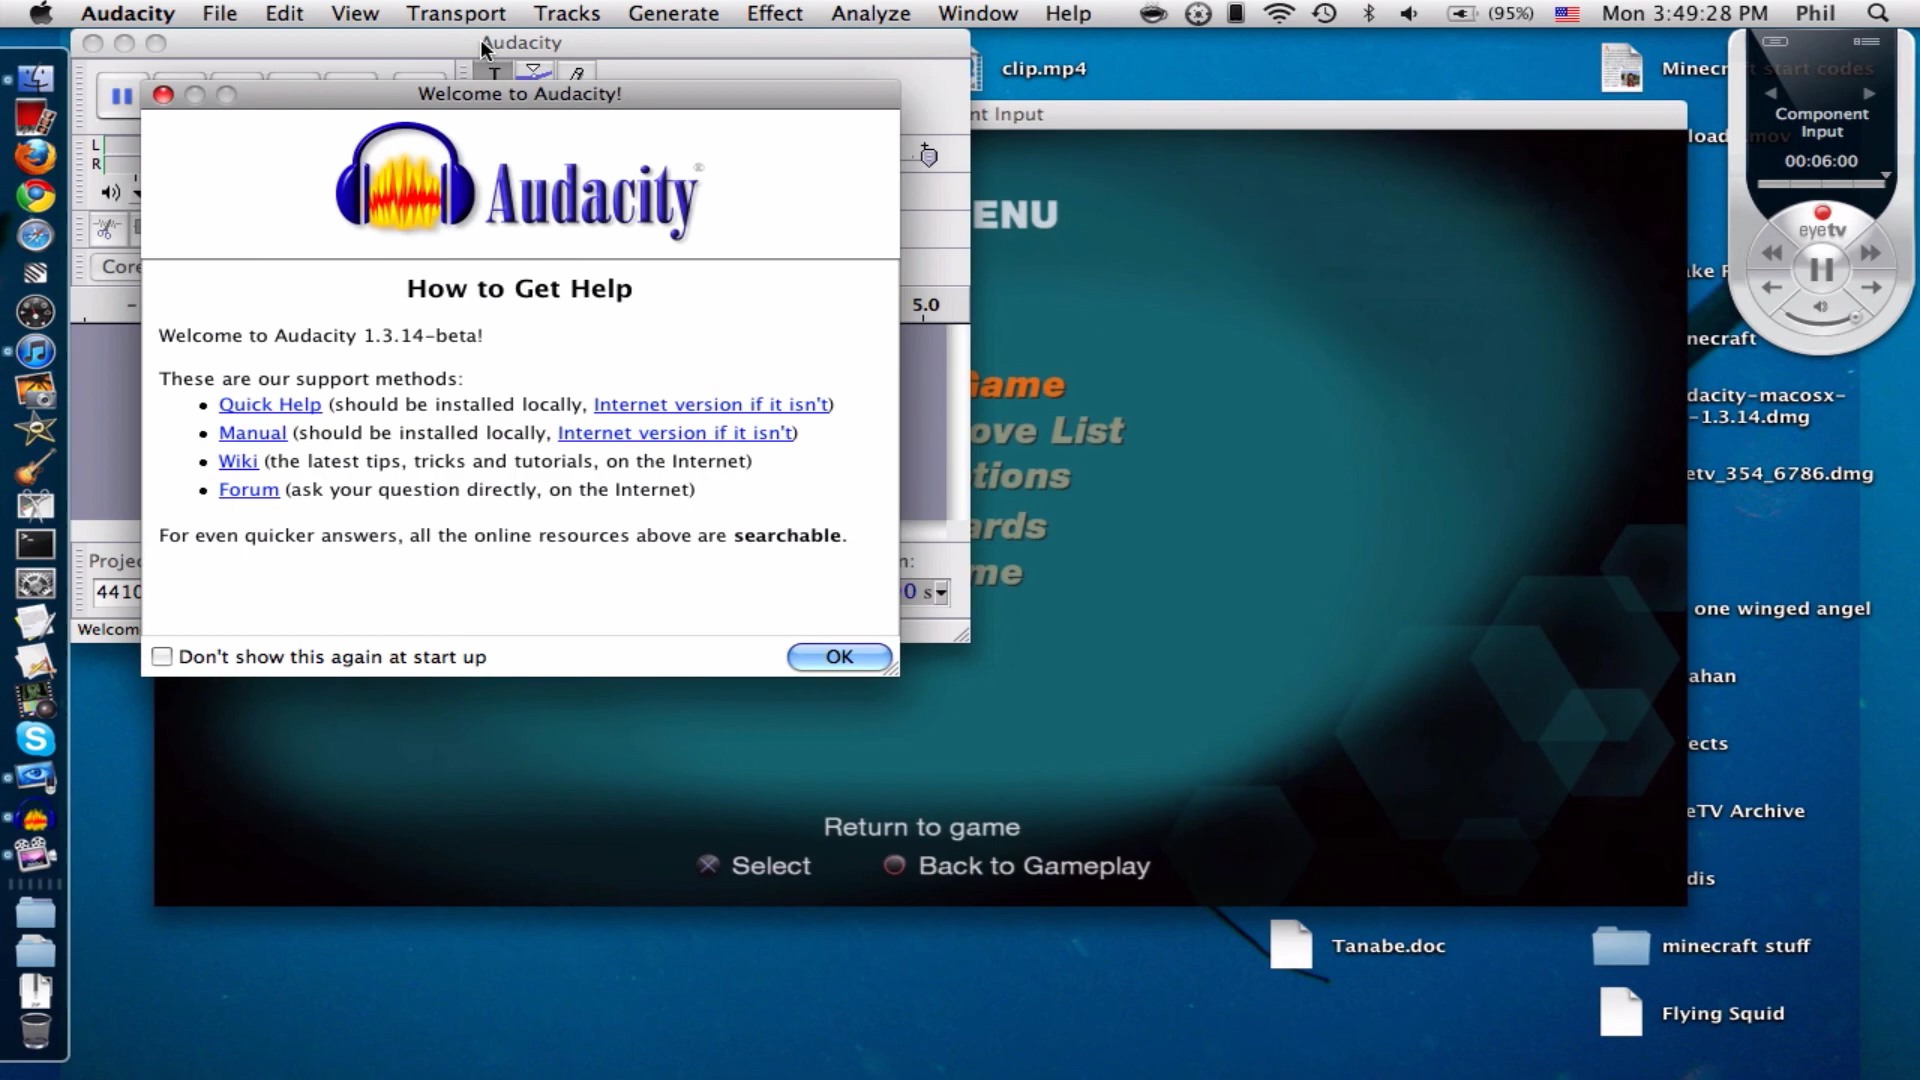 Audacity File Edit View Transport Tracks Generate Effect Analyze Window Help (95%) Mon 3:49:28 PM Phil
Audacity
clip.mp4
Minecr t start codes
Welcome to Audacity!
nt Input
load .mov
Component
Input
00:06:00
L
R
Audacity
ENU
eyetv
Core
ke F
How to Get Help
5.0
Welcome to Audacity 1.3.14-beta!
necraft
These are our support methods:
Game
dacity-macosx-
-1.3.14.dmg
Quick Help (should be installed locally, Internet version if it isn't)
Manual (should be installed locally, Internet version if it isn't)
ove List
Wiki (the latest tips, tricks and tutorials, on the Internet)
tions
etv_354_6786.dmg
Forum (ask your question directly, on the Internet)
For even quicker answers, all the online resources above are searchable.
ards
Projec
n:
me
4410
0 s
one winged angel
Welcom
Don't show this again at start up
OK
ahan
ects
eTV Archive
Return to game
Select
Back to Gameplay
dis
Tanabe.doc
minecraft stuff
Flying Squid